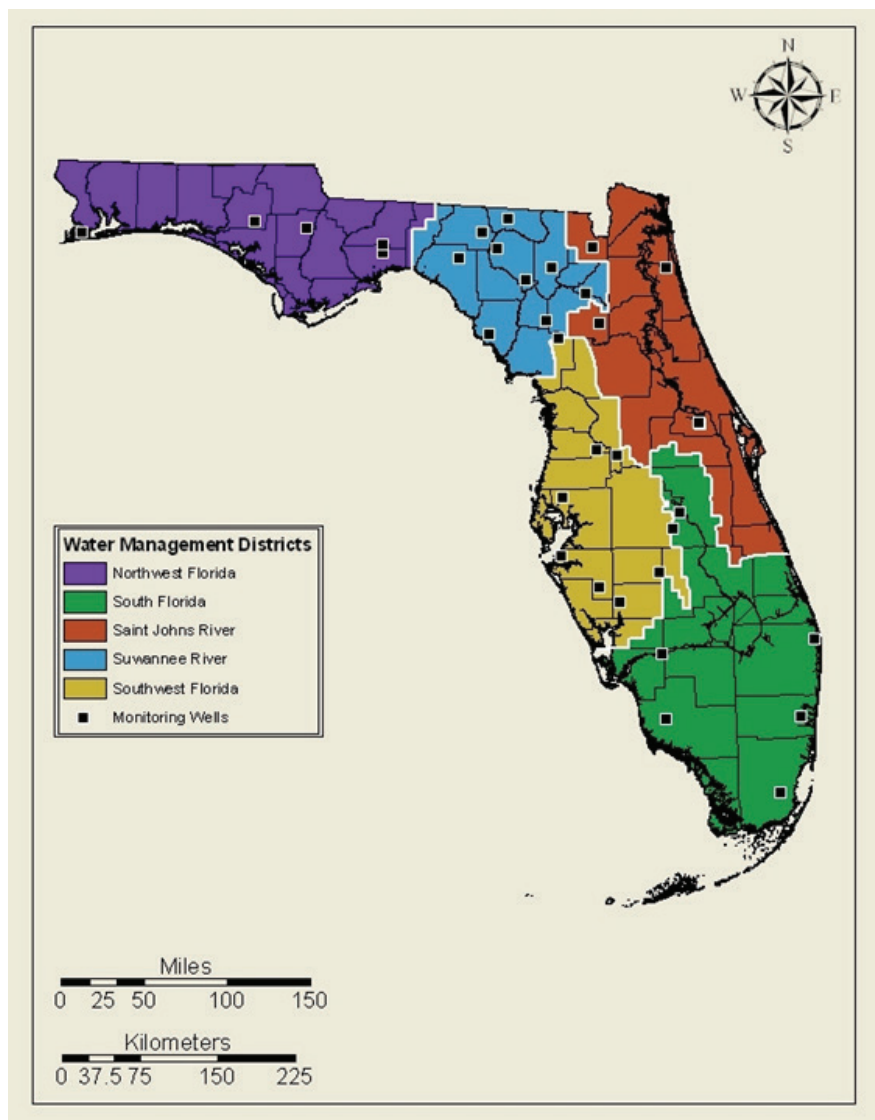 N
W E
S
Water Management Districts
Northwest Florida
South Florida
Saint Johns River
Suwannee River
Southwest Florida
Monitoring Wells
Miles
0 25 50 100 150
Kilometers
0 37.5 75 150 225